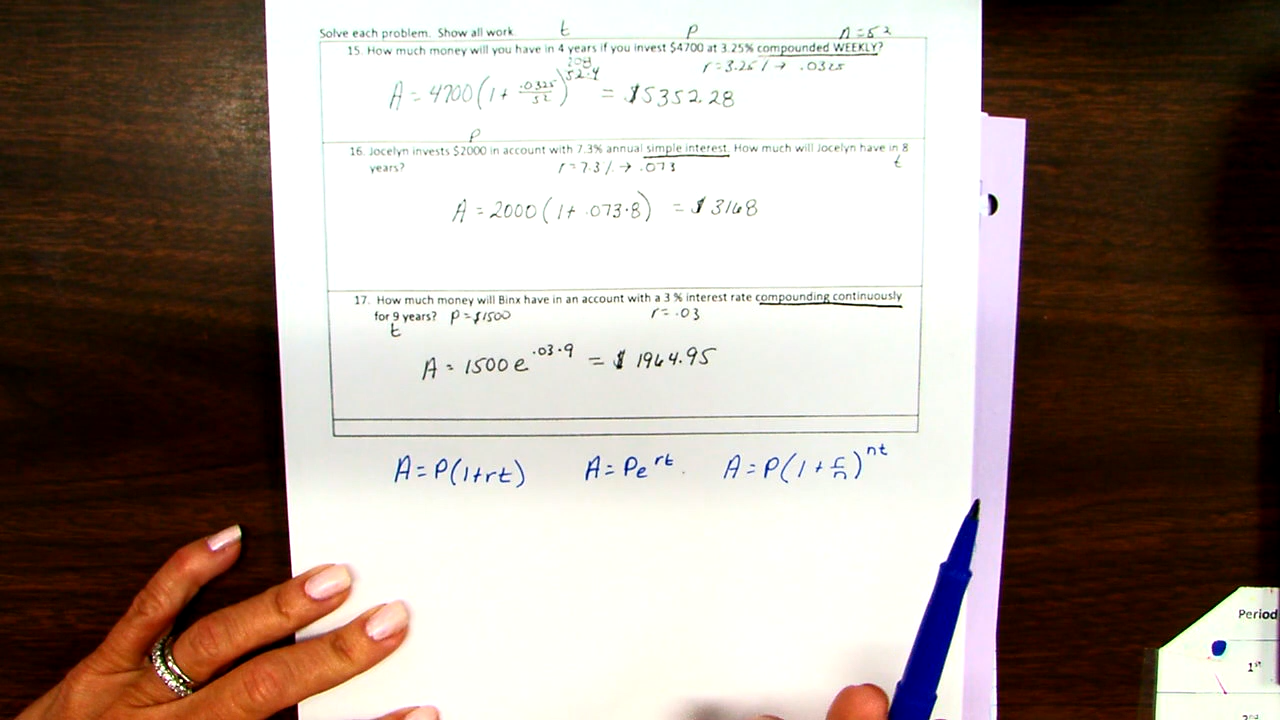 Solve each problem. Show all work
t P n = 52
15. How much money will you have in 4 years if you invest $4700 at 3.25% compounded WEEKLY?
r = 3.25% → .0325
208
A = 4700 (1 + .0325/52)^52·4 = $5352.28
P
16. Jocelyn invests $2000 in account with 7.3% annual simple interest. How much will Jocelyn have in 8
years? r = 7.3% → .073 t
A = 2000 (1 + .073·8) = $3168
17. How much money will Binx have in an account with a 3 % interest rate compounding continuously
for 9 years? P = $1500 r = .03
t
A = 1500 e^.03·9 = $1964.95
A = P(1+rt) A = Pe^rt. A = P(1 + r/n)^nt
Period
1st
2nd